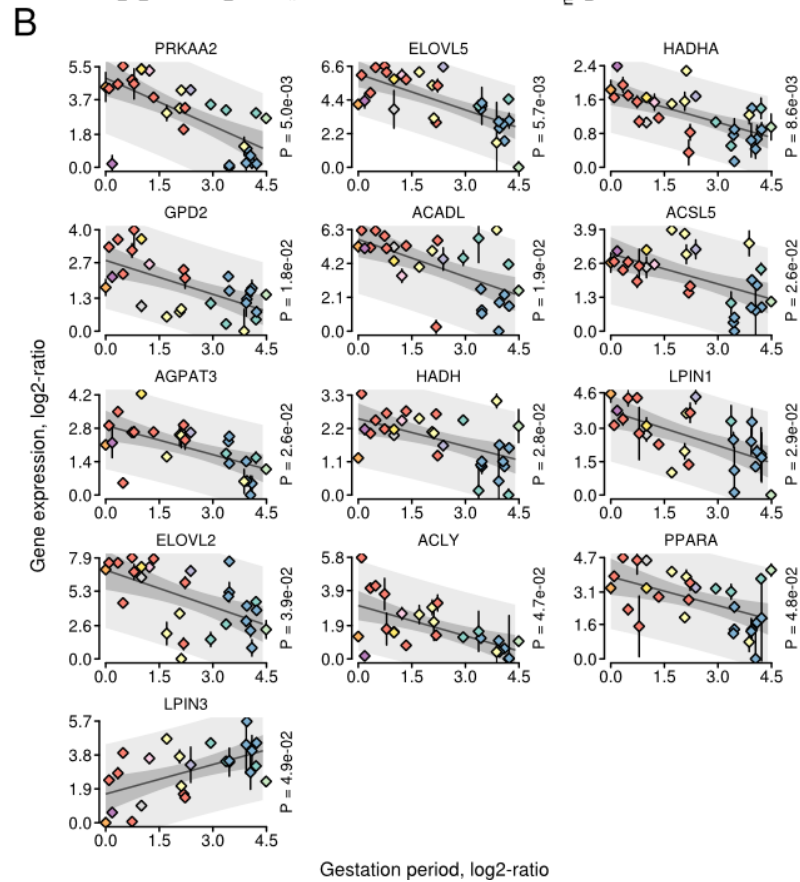 B
PRKAA2 ELOVL5 HADHA
5.5 3.7 1.8 0.0 P = 5.0e-03 6.6 4.4 2.2 0.0 P = 5.7e-03 2.4 1.6 0.8 0.0 P = 8.6e-03
0.0 1.5 3.0 4.5 0.0 1.5 3.0 4.5 0.0 1.5 3.0 4.5
GPD2 ACADL ACSL5
4.0 2.7 1.3 0.0 P = 1.8e-02 6.3 4.2 2.1 0.0 P = 1.9e-02 3.9 2.6 1.3 0.0 P = 2.6e-02
0.0 1.5 3.0 4.5 0.0 1.5 3.0 4.5 0.0 1.5 3.0 4.5
Gene expression, log2-ratio
AGPAT3 HADH LPIN1
4.2 2.8 1.4 0.0 P = 2.6e-02 3.3 2.2 1.1 0.0 P = 2.8e-02 4.6 3.0 1.5 0.0 P = 2.9e-02
0.0 1.5 3.0 4.5 0.0 1.5 3.0 4.5 0.0 1.5 3.0 4.5
ELOVL2 ACLY PPARA
7.9 5.3 2.6 0.0 P = 3.9e-02 5.8 3.9 1.9 0.0 P = 4.7e-02 4.7 3.1 1.6 0.0 P = 4.8e-02
0.0 1.5 3.0 4.5 0.0 1.5 3.0 4.5 0.0 1.5 3.0 4.5
LPIN3
5.7 3.8 1.9 0.0 P = 4.9e-02
0.0 1.5 3.0 4.5
Gestation period, log2-ratio